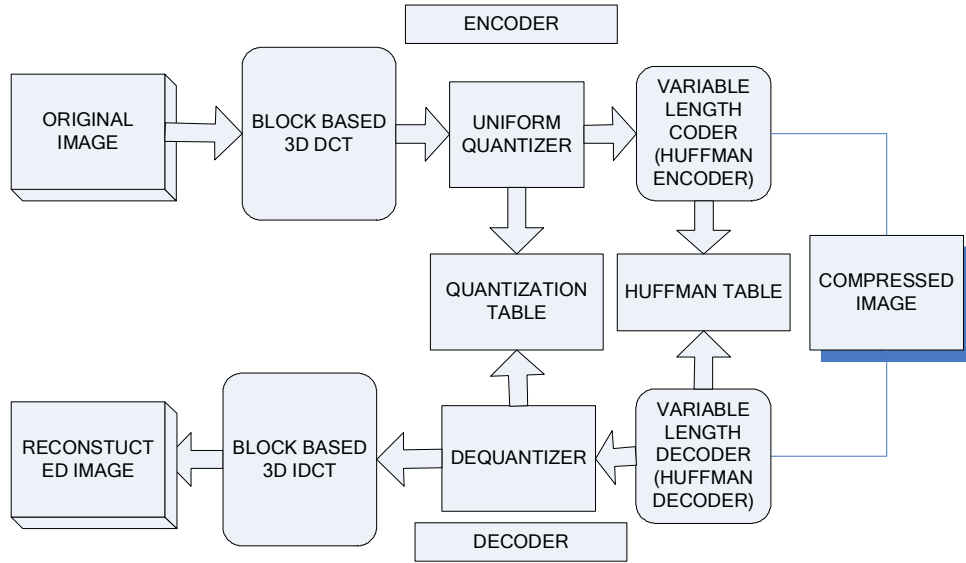 ENCODER
ORIGINAL
IMAGE
BLOCK BASED
3D DCT
UNIFORM
QUANTIZER
VARIABLE
LENGTH
CODER
(HUFFMAN
ENCODER)
QUANTIZATION
TABLE
HUFFMAN TABLE
COMPRESSED
IMAGE
RECONSTUCT
ED IMAGE
BLOCK BASED
3D IDCT
DEQUANTIZER
VARIABLE
LENGTH
DECODER
(HUFFMAN
DECODER)
DECODER